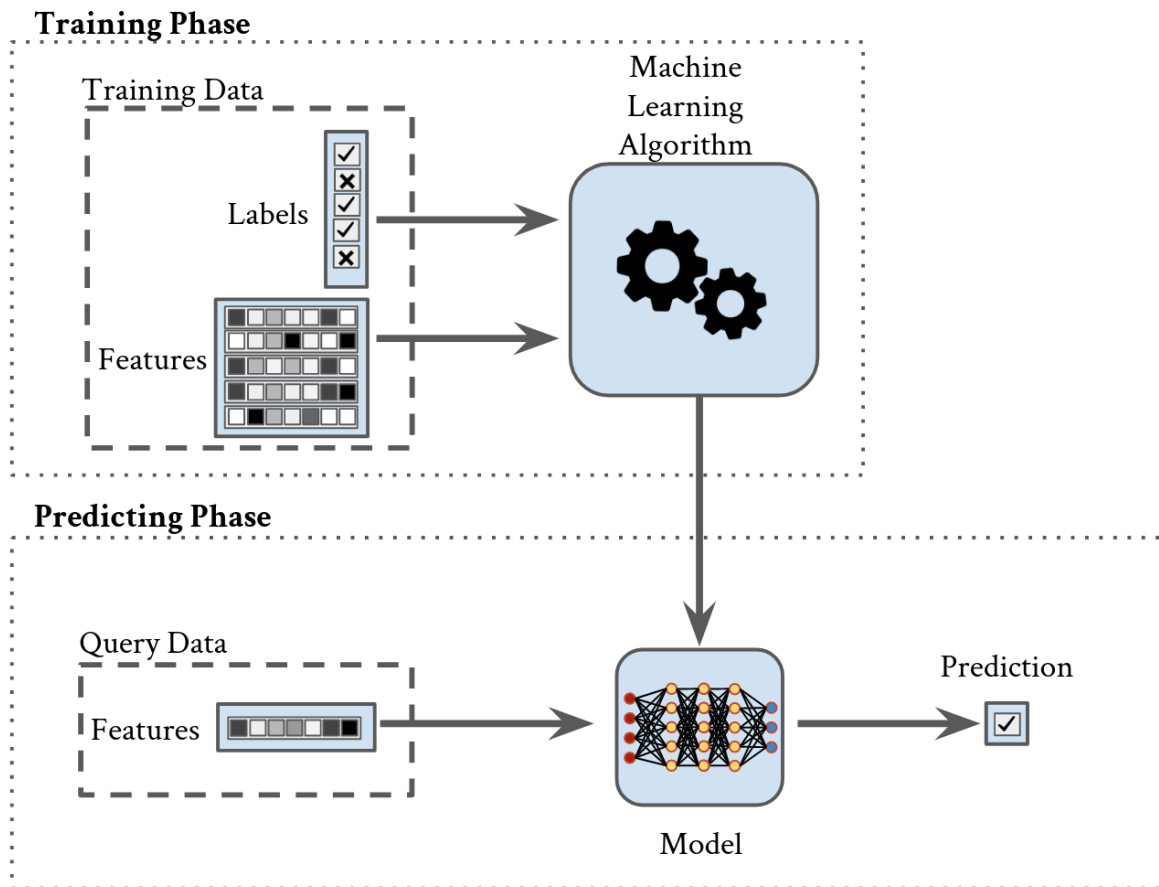 Training Phase
Training Data
Machine
Learning
Algorithm
Labels
Features
Predicting Phase
Query Data
Features
Prediction
Model